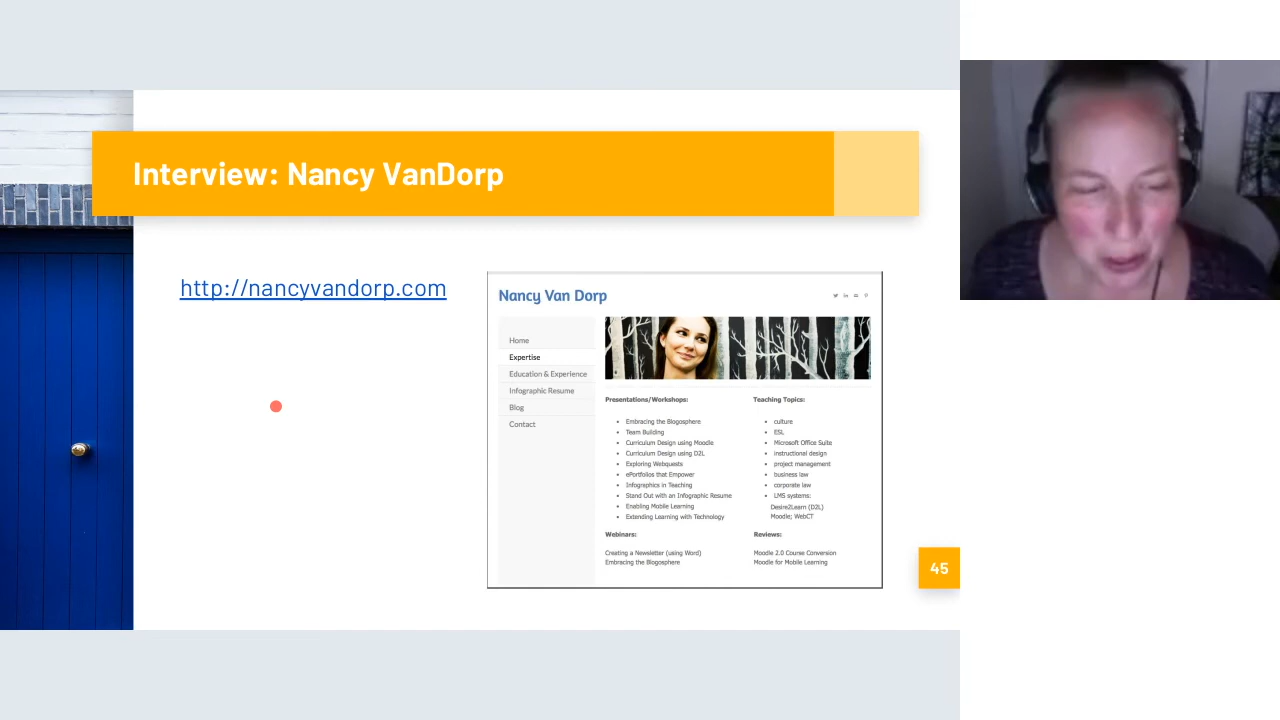 Interview: Nancy VanDorp
http://nancyvandorp.com
Nancy Van Dorp
Home
Expertise
Education & Experience
Infographic Resume
Blog
Contact
Presentations/Workshops:
Embracing the Blogosphere
Team Building
Curriculum Design using Moodle
Curriculum Design using D2L
Exploring Webquests
ePortfolios that Empower
Infographics in Teaching
Stand Out with an Infographic Resume
Enabling Mobile Learning
Extending Learning with Technology
Webinars:
Creating a Newsletter (using Word)
Embracing the Blogosphere
Teaching Topics:
culture
ESL
Microsoft Office Suite
instructional design
project management
business law
corporate law
LMS systems:
Desire2Learn (D2L)
Moodle; WebCT
Reviews:
Moodle 2.0 Course Conversion
Moodle for Mobile Learning
45